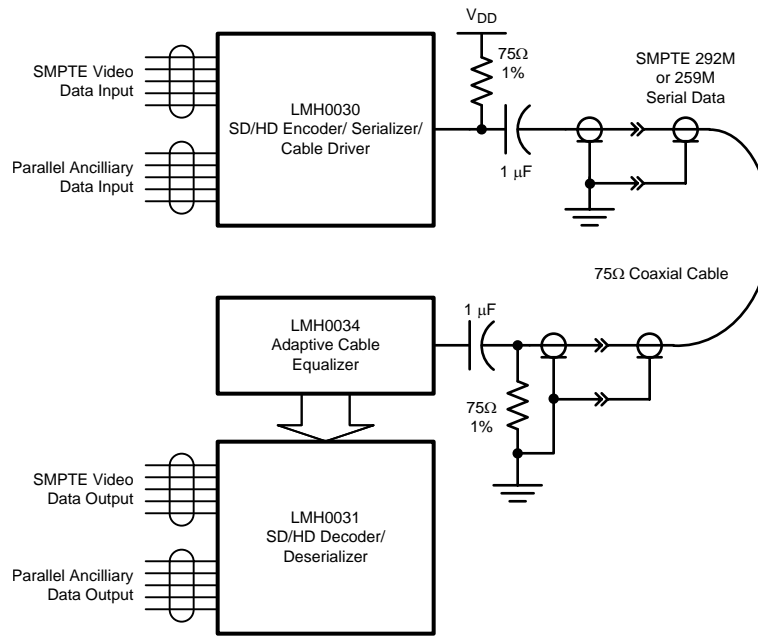 V_DD
75Ω
1%
SMPTE 292M
or 259M
Serial Data
SMPTE Video
Data Input
LMH0030
SD/HD Encoder/ Serializer/
Cable Driver
Parallel Ancilliary
Data Input
1 μF
75Ω Coaxial Cable
1 μF
LMH0034
Adaptive Cable
Equalizer
75Ω
1%
SMPTE Video
Data Output
LMH0031
SD/HD Decoder/
Deserializer
Parallel Ancilliary
Data Output